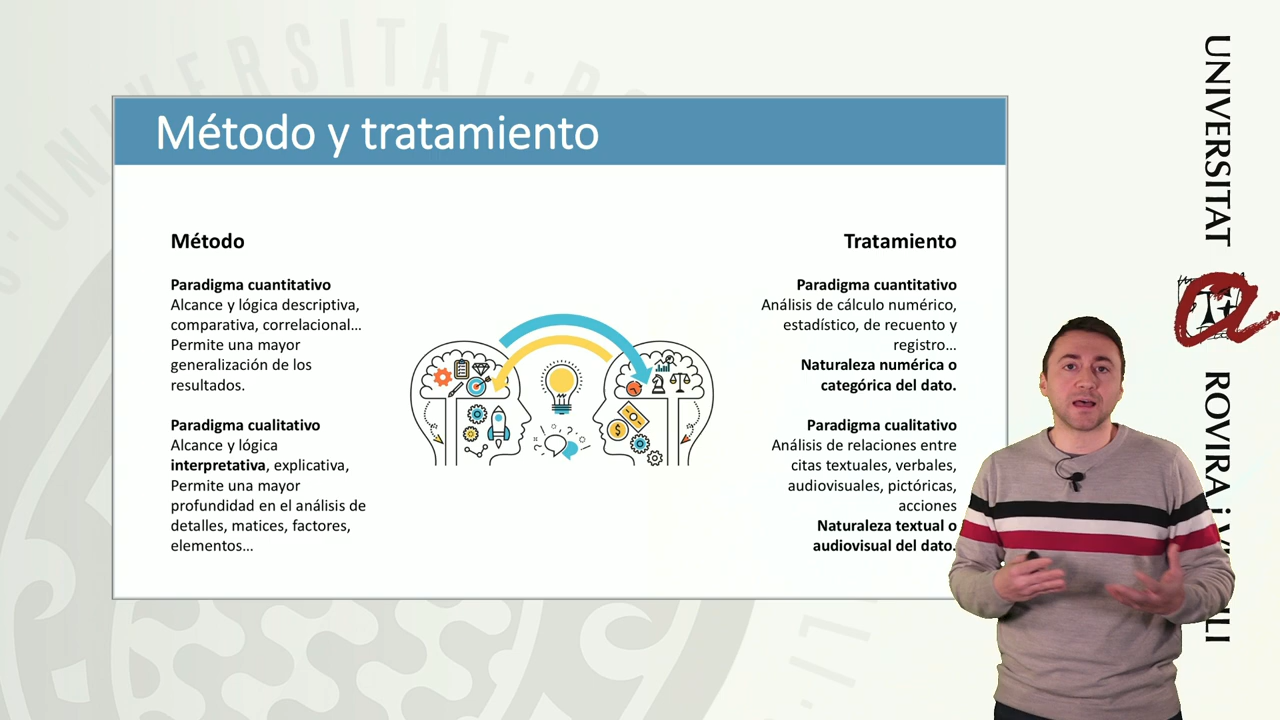 Método y tratamiento
Método
Paradigma cuantitativo
Alcance y lógica descriptiva,
comparativa, correlacional...
Permite una mayor
generalización de los
resultados.
Paradigma cualitativo
Alcance y lógica
interpretativa, explicativa,
Permite una mayor
profundidad en el análisis de
detalles, matices, factores,
elementos...
Tratamiento
Paradigma cuantitativo
Análisis de cálculo numérico,
estadístico, de recuento y
registro...
Naturaleza numérica o
categórica del dato.
Paradigma cualitativo
Análisis de relaciones entre
citas textuales, verbales,
audiovisuales, pictóricas,
acciones
Naturaleza textual o
audiovisual del dato.
UNIVERSITAT
ROVIRA i